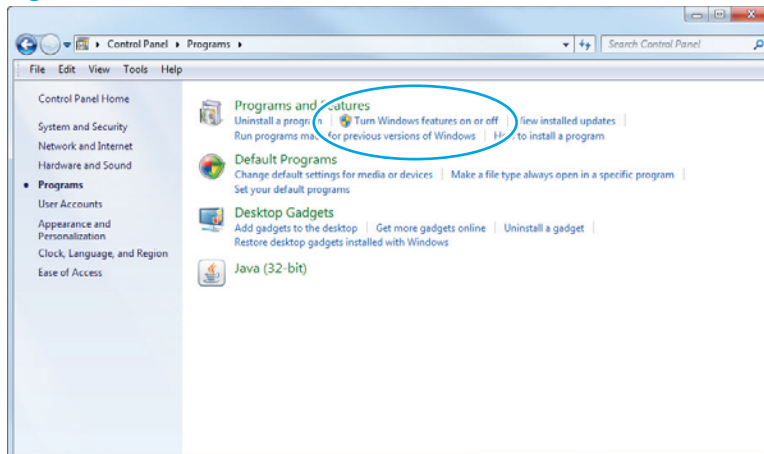 Control Panel ▸ Programs ▸
Search Control Panel
File Edit View Tools Help
Control Panel Home
System and Security
Network and Internet
Hardware and Sound
Programs
User Accounts
Appearance and
Personalization
Clock, Language, and Region
Ease of Access
Programs and Features
Uninstall a program | Turn Windows features on or off | View installed updates |
Run programs made for previous versions of Windows | How to install a program
Default Programs
Change default settings for media or devices | Make a file type always open in a specific program |
Set your default programs
Desktop Gadgets
Add gadgets to the desktop | Get more gadgets online | Uninstall a gadget |
Restore desktop gadgets installed with Windows
Java (32-bit)